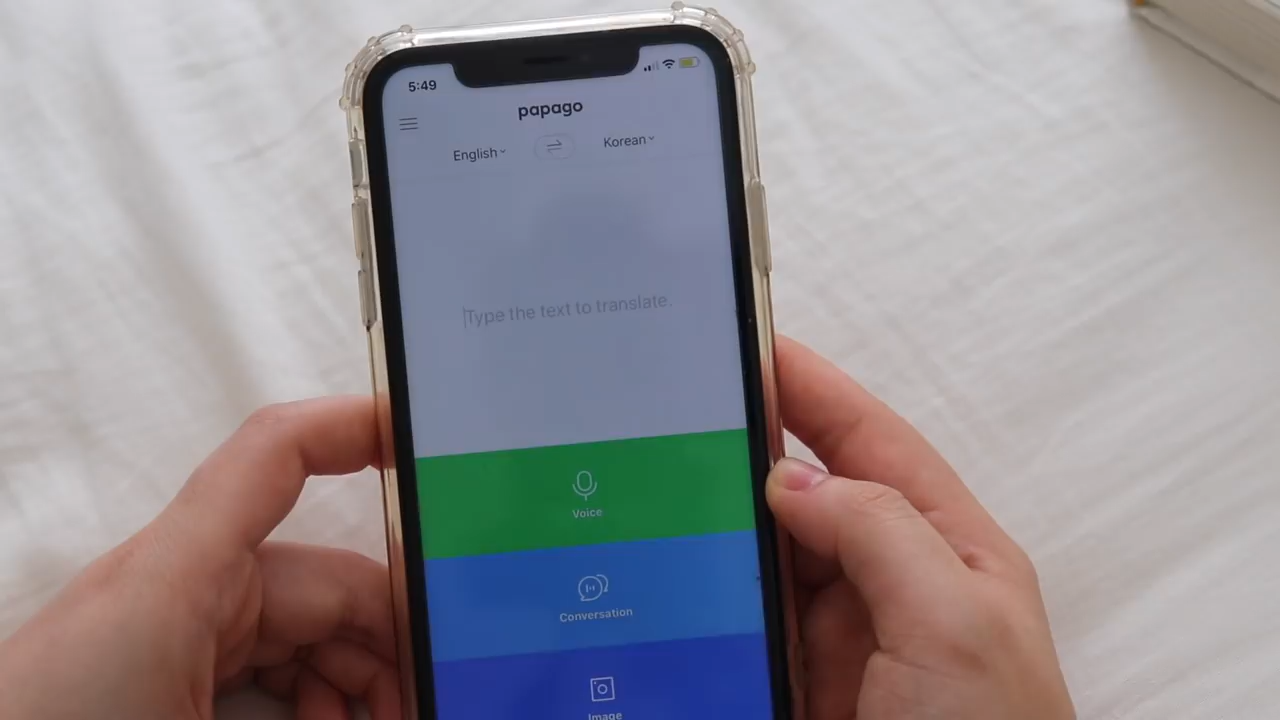 5:49
papago
English
Korean
Type the text to translate.
Voice
Conversation
Image